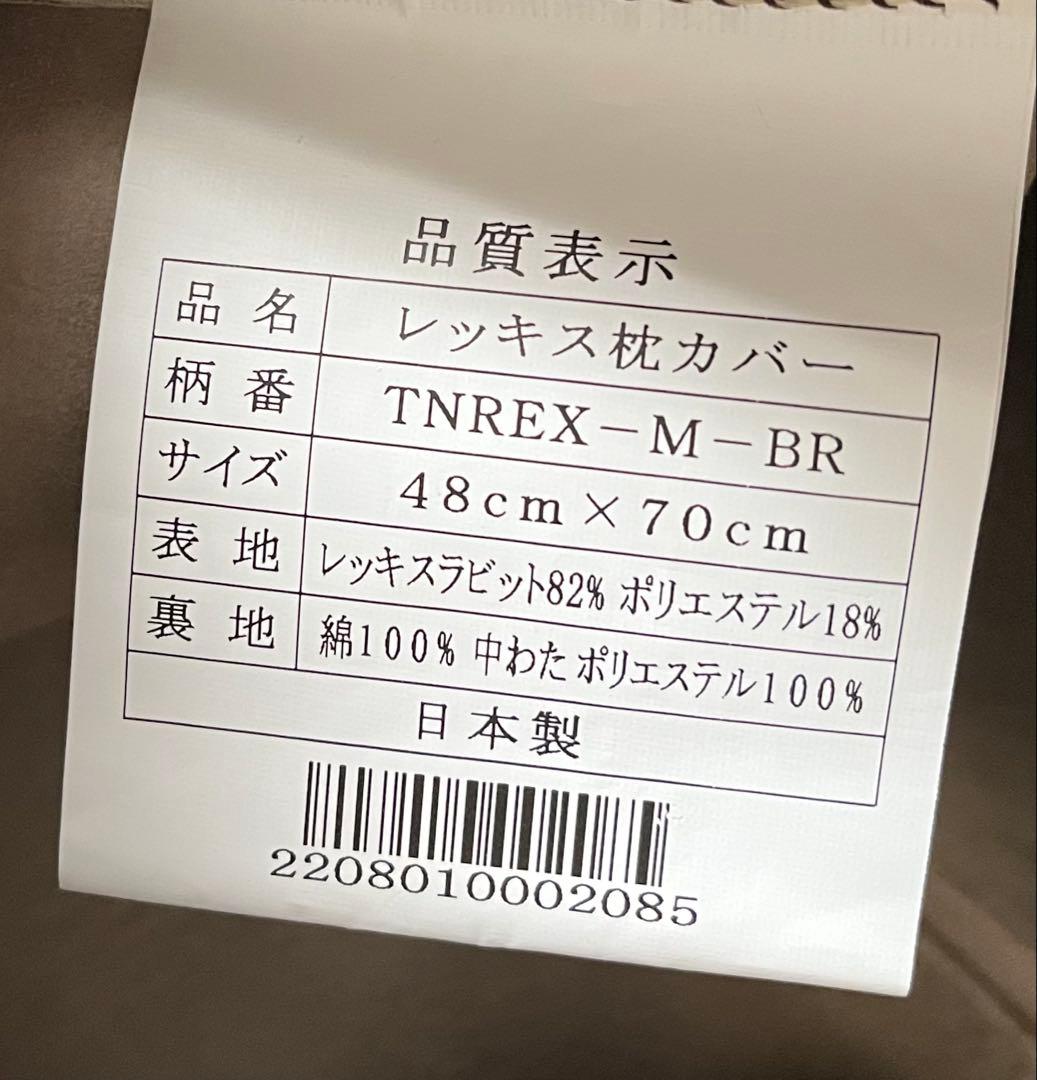 品質表示
品名 レッキス枕カバー
柄番 TNREX－M－BR
サイズ 48cm×70cm
表地 レッキスラビット82% ポリエステル18%
裏地 綿100% 中わた ポリエステル100%
日本製
2208010002085